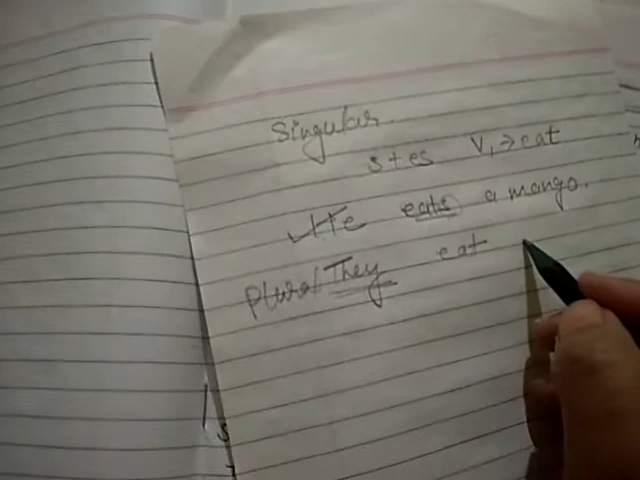 Singular.
s+es V₁→eat
He eats a mango.
Plural They eat